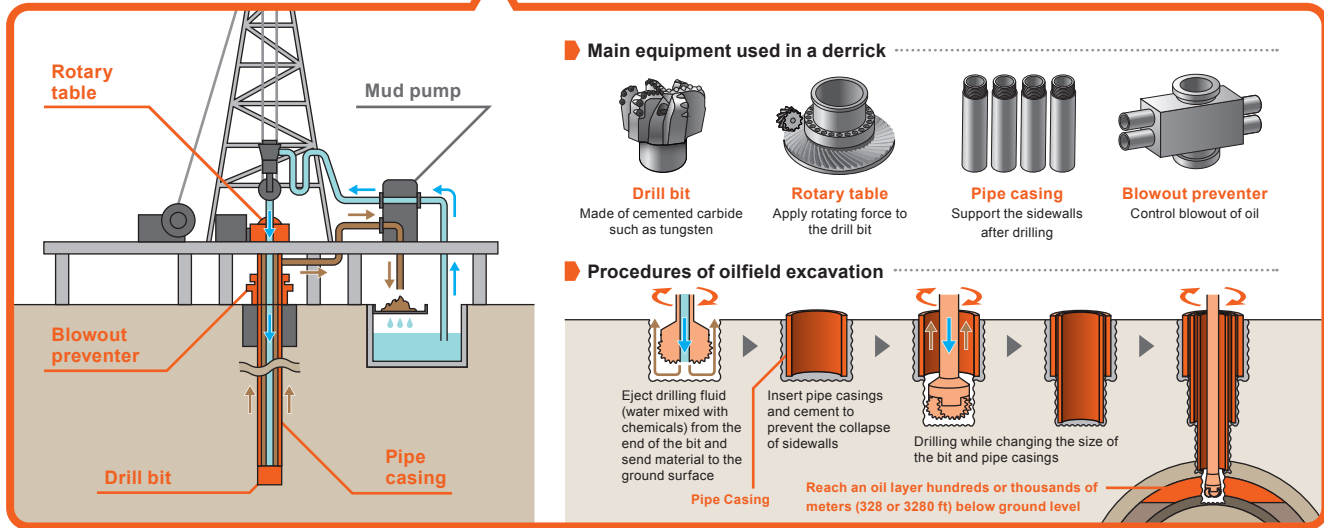 Rotary
table
Mud pump
Blowout
preventer
Drill bit
Pipe
casing
Main equipment used in a derrick
Drill bit
Made of cemented carbide
such as tungsten
Rotary table
Apply rotating force to
the drill bit
Pipe casing
Support the sidewalls
after drilling
Blowout preventer
Control blowout of oil
Procedures of oilfield excavation
Eject drilling fluid
(water mixed with
chemicals) from the
end of the bit and
send material to the
ground surface
Insert pipe casings
and cement to
prevent the collapse
of sidewalls
Pipe Casing
Drilling while changing the size of
the bit and pipe casings
Reach an oil layer hundreds or thousands of
meters (328 or 3280 ft) below ground level